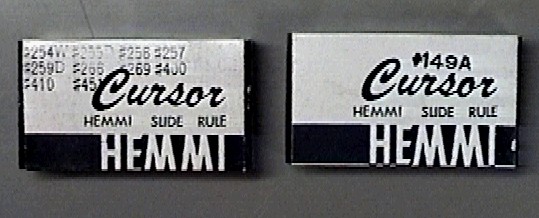 #254W #255D #256 #257
#259D #266 #269 #400
#410
Cursor
HEMMI SLIDE RULE
HEMMI
#149A
Cursor
HEMMI SLIDE RULE
HEMMI